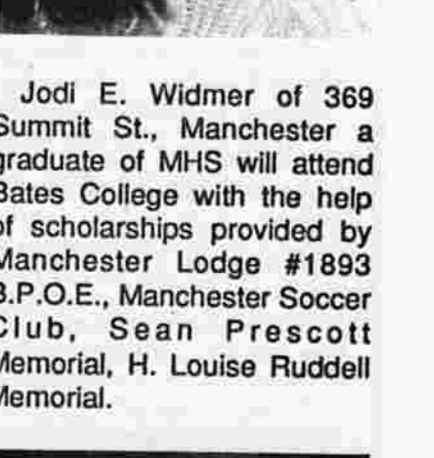 Jodi E. Widmer of 369
Summit St., Manchester a
graduate of MHS will attend
Bates College with the help
of scholarships provided by
Manchester Lodge #1893
B.P.O.E., Manchester Soccer
Club, Sean Prescott
Memorial, H. Louise Ruddell
Memorial.